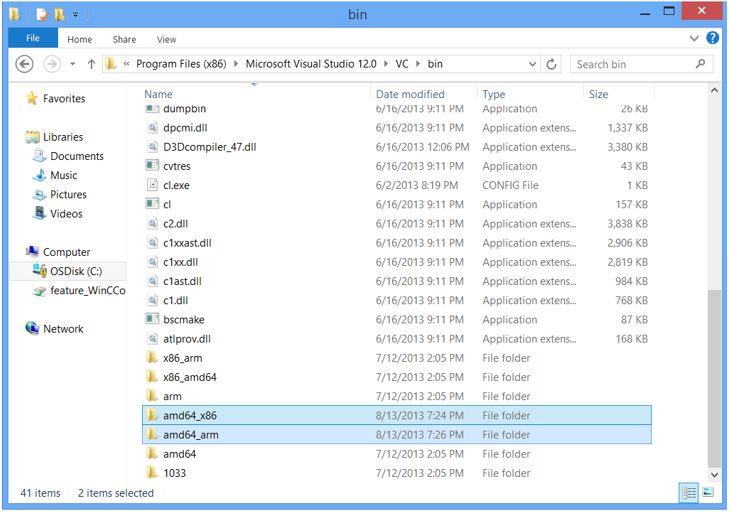 bin
File Home Share View
« Program Files (x86) Microsoft Visual Studio 12.0 VC bin Search bin
Name Date modified Type Size
Favorites
Libraries
Documents
Music
Pictures
Videos
Computer
OSDisk (C:)
feature_WinCCo
Network
dumpbin 6/16/2013 9:11 PM Application 26 KB
dpcmi.dll 6/16/2013 9:11 PM Application extens... 1,337 KB
D3Dcompiler_47.dll 6/16/2013 12:06 PM Application extens... 3,380 KB
cvtres 6/16/2013 9:11 PM Application 43 KB
cl.exe 6/2/2013 8:19 PM CONFIG File 1 KB
cl 6/16/2013 9:11 PM Application 157 KB
c2.dll 6/16/2013 9:11 PM Application extens... 3,838 KB
c1xxast.dll 6/16/2013 9:11 PM Application extens... 2,906 KB
c1xx.dll 6/16/2013 9:11 PM Application extens... 2,819 KB
c1ast.dll 6/16/2013 9:11 PM Application extens... 984 KB
c1.dll 6/16/2013 9:11 PM Application extens... 768 KB
bscmake 6/16/2013 9:11 PM Application 87 KB
atlprov.dll 6/16/2013 9:11 PM Application extens... 168 KB
x86_arm 7/12/2013 2:05 PM File folder
x86_amd64 7/12/2013 2:05 PM File folder
arm 7/12/2013 2:05 PM File folder
amd64_x86 8/13/2013 7:24 PM File folder
amd64_arm 8/13/2013 7:26 PM File folder
amd64 7/12/2013 2:05 PM File folder
1033 7/12/2013 2:05 PM File folder
41 items 2 items selected